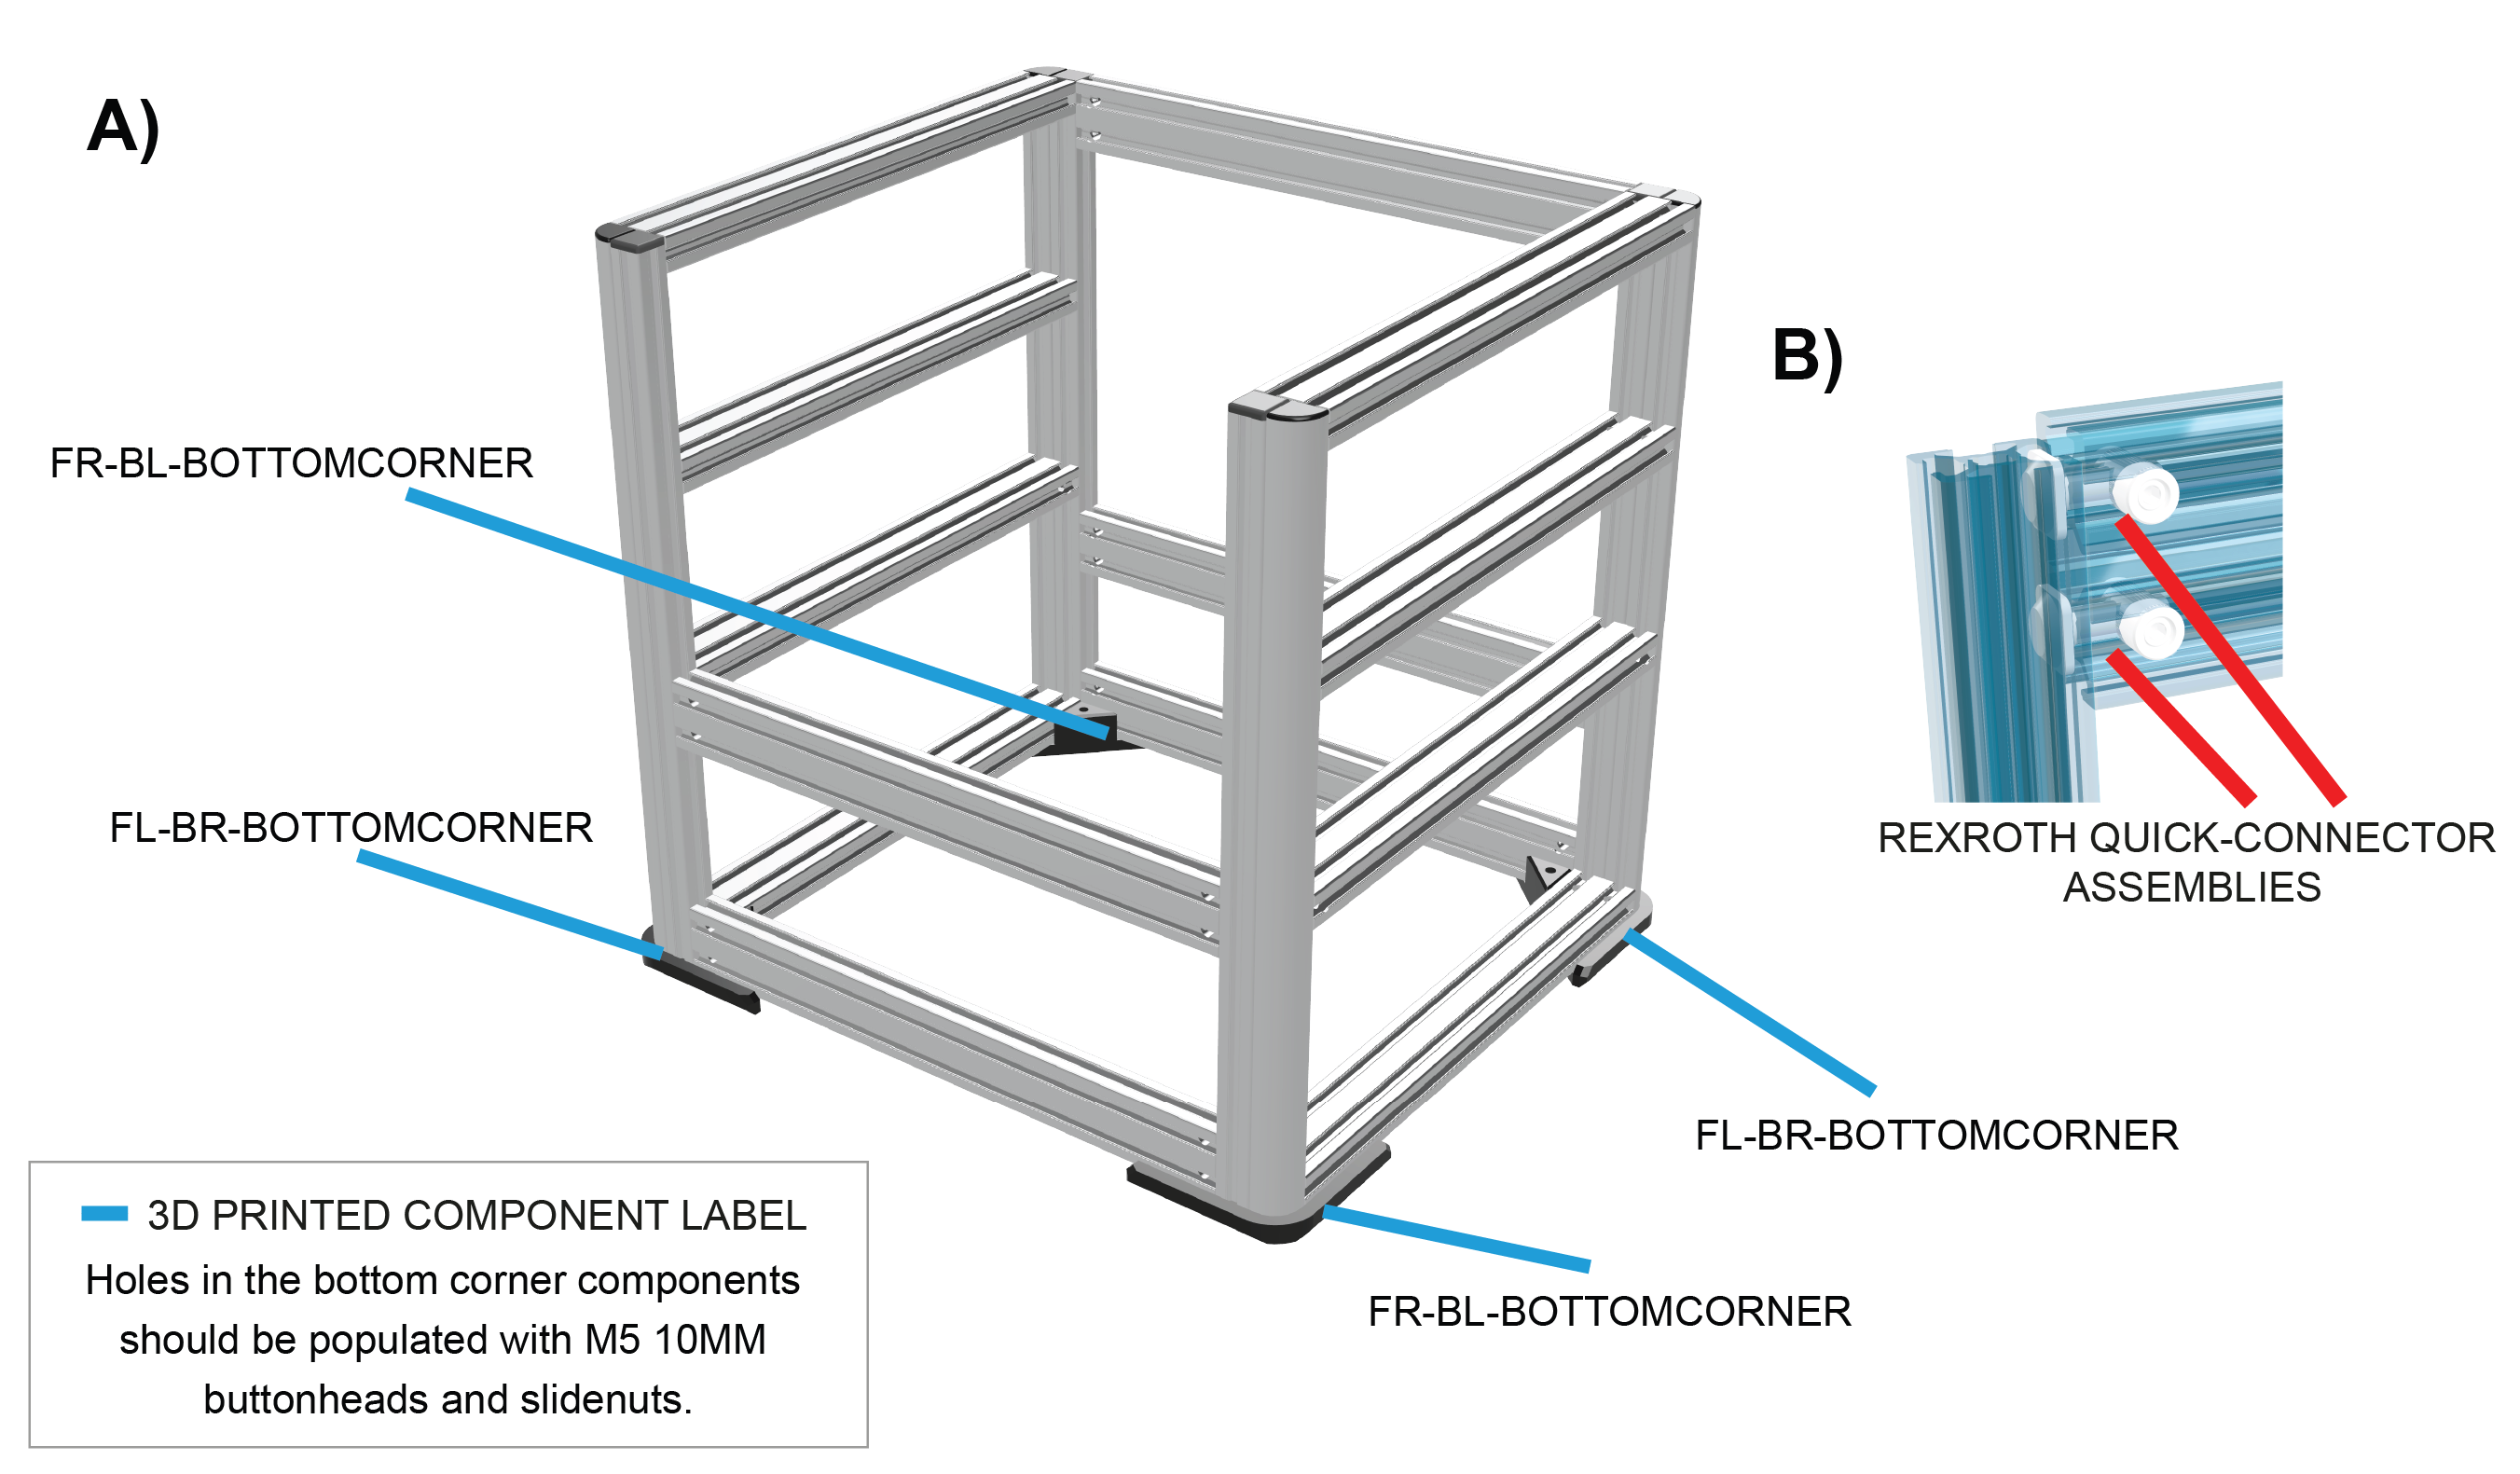 A)
B)
FR-BL-BOTTOMCORNER
FL-BR-BOTTOMCORNER
REXROTH QUICK-CONNECTOR
ASSEMBLIES
FL-BR-BOTTOMCORNER
FR-BL-BOTTOMCORNER
3D PRINTED COMPONENT LABEL
Holes in the bottom corner components
should be populated with M5 10MM
buttonheads and slidenuts.